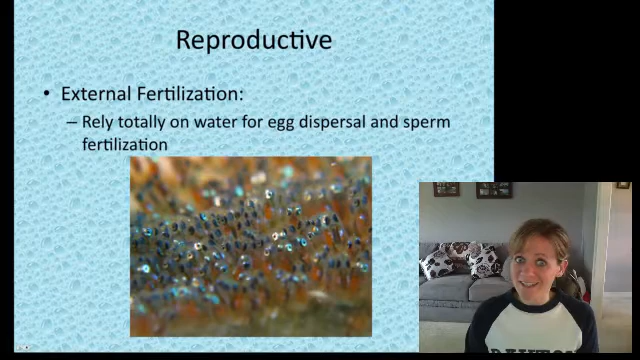 Reproductive
• External Fertilization:
– Rely totally on water for egg dispersal and sperm
fertilization